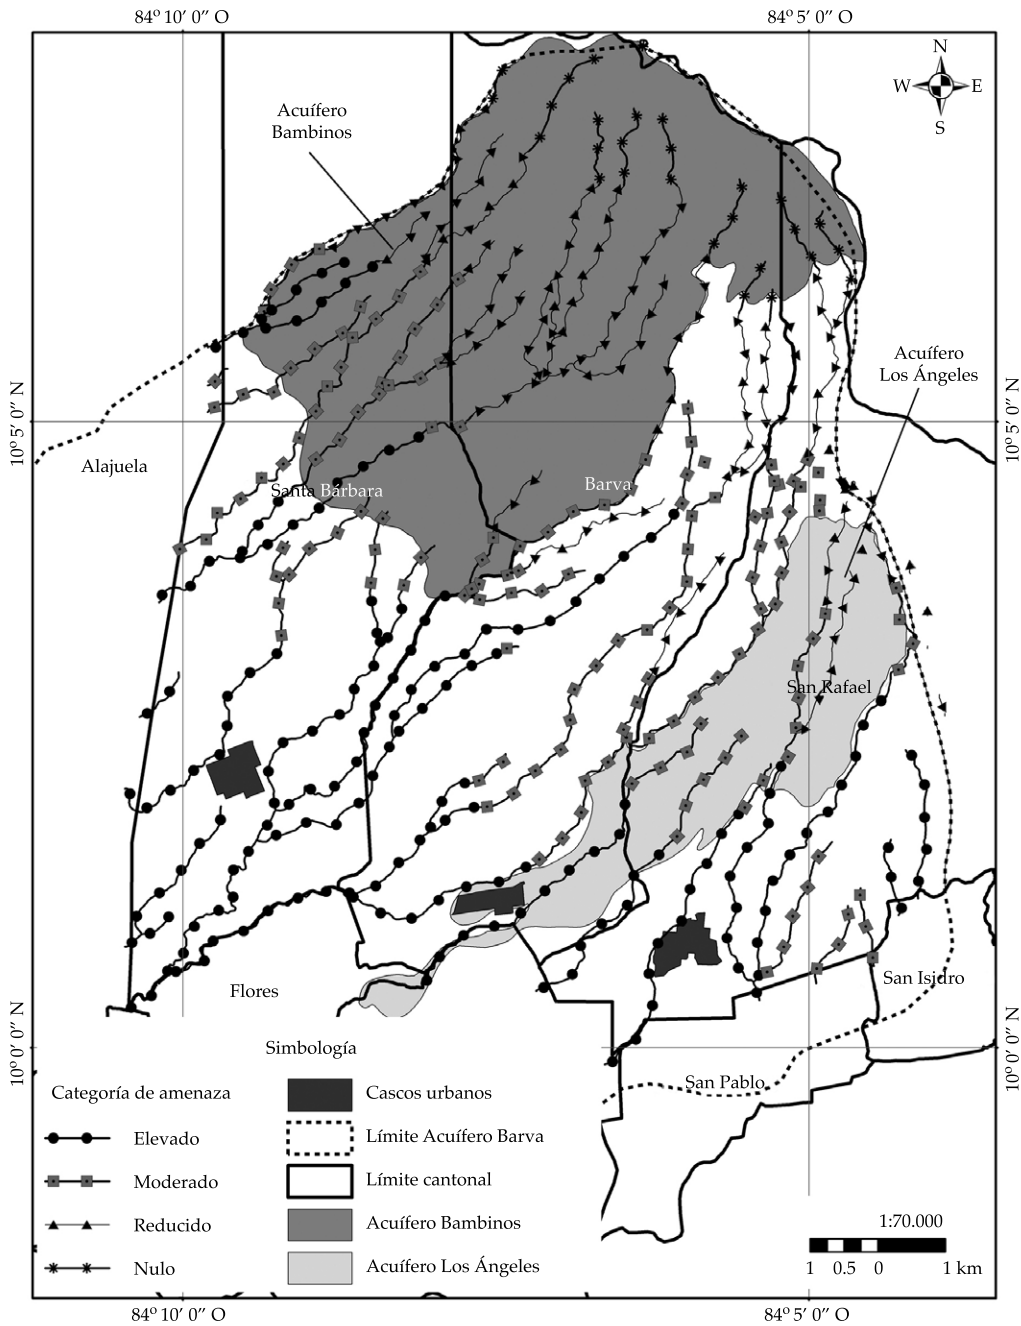 84º 10′ 0″ O
84º 5′ 0″ O
N
W
E
S
Acuífero
Bambinos
Acuífero
Los Ángeles
10º 5′ 0″ N
10º 5′ 0″ N
Alajuela
Santa Bárbara
Barva
San Rafael
Flores
San Isidro
San Pablo
10º 0′ 0″ N
10º 0′ 0″ N
Simbología
Categoría de amenaza
Elevado
Moderado
Reducido
Nulo
Cascos urbanos
Límite Acuífero Barva
Límite cantonal
Acuífero Bambinos
Acuífero Los Ángeles
1:70.000
1 0.5 0 1 km
84º 10′ 0″ O
84º 5′ 0″ O